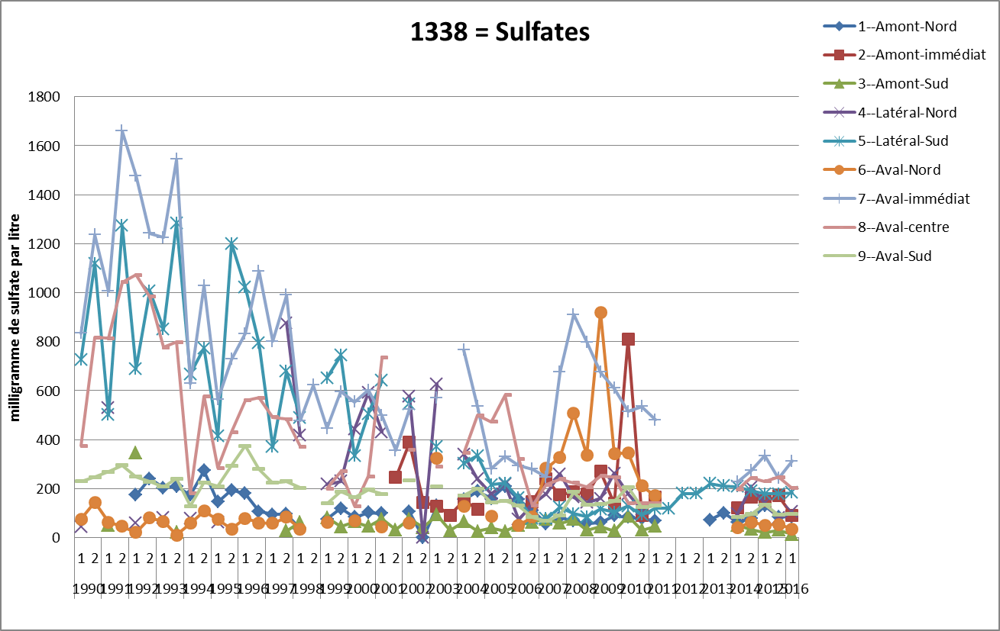 1338 = Sulfates
1--Amont-Nord
2--Amont-immédiat
3--Amont-Sud
4--Latéral-Nord
5--Latéral-Sud
6--Aval-Nord
7--Aval-immédiat
8--Aval-centre
9--Aval-Sud
milligramme de sulfate par litre
1800
1600
1400
1200
1000
800
600
400
200
0
1 2 1 2 1 2 1 2 1 2 1 2 1 2 1 2 1 2 1 2 1 2 1 2 1 2 1 2 1 2 1 2 1 2 1 2 1 2 1 2 1 2 1 2 1 2 1 2 1 2 1 2 1
1990 1991 1992 1993 1994 1995 1996 1997 1998 1999 2000 2001 2002 2003 2004 2005 2006 2007 2008 2009 2010 2011 2012 2013 2014 2015 2016